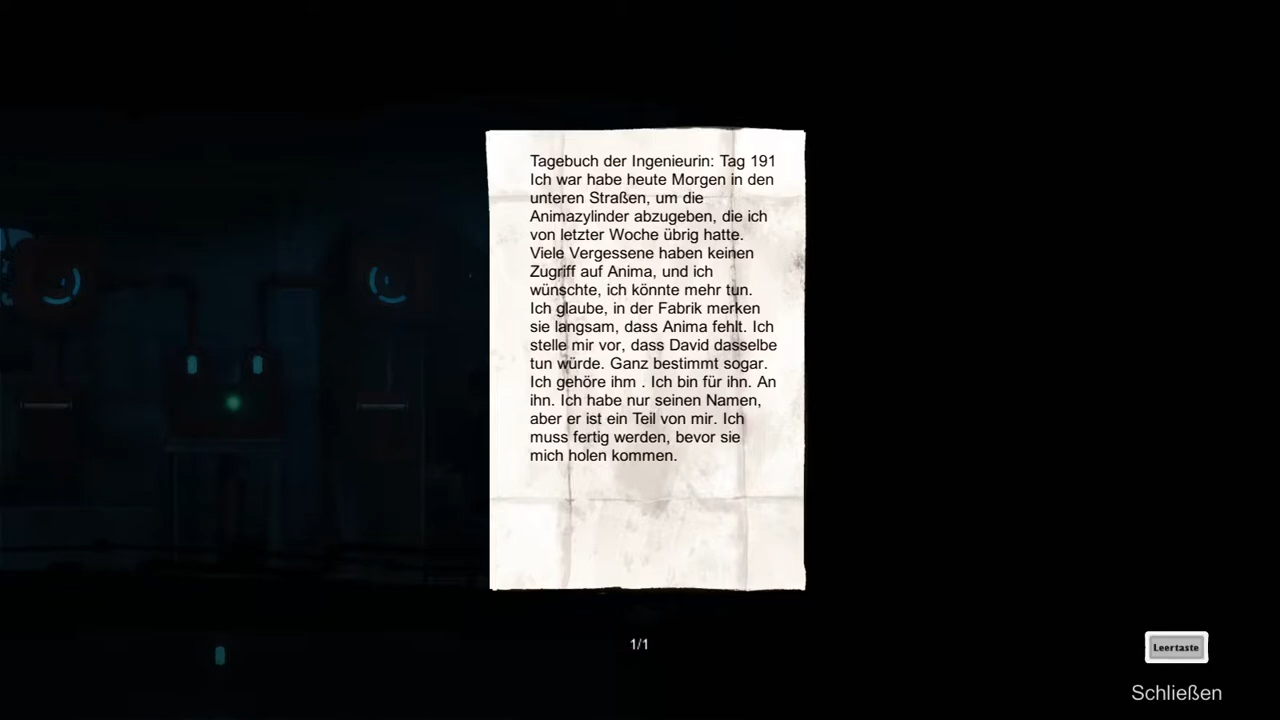 Tagebuch der Ingenieurin: Tag 191
Ich war habe heute Morgen in den
unteren Straßen, um die
Animazylinder abzugeben, die ich
von letzter Woche übrig hatte.
Viele Vergessene haben keinen
Zugriff auf Anima, und ich
wünschte, ich könnte mehr tun.
Ich glaube, in der Fabrik merken
sie langsam, dass Anima fehlt. Ich
stelle mir vor, dass David dasselbe
tun würde. Ganz bestimmt sogar.
Ich gehöre ihm . Ich bin für ihn. An
ihn. Ich habe nur seinen Namen,
aber er ist ein Teil von mir. Ich
muss fertig werden, bevor sie
mich holen kommen.
1/1
Leertaste
Schließen